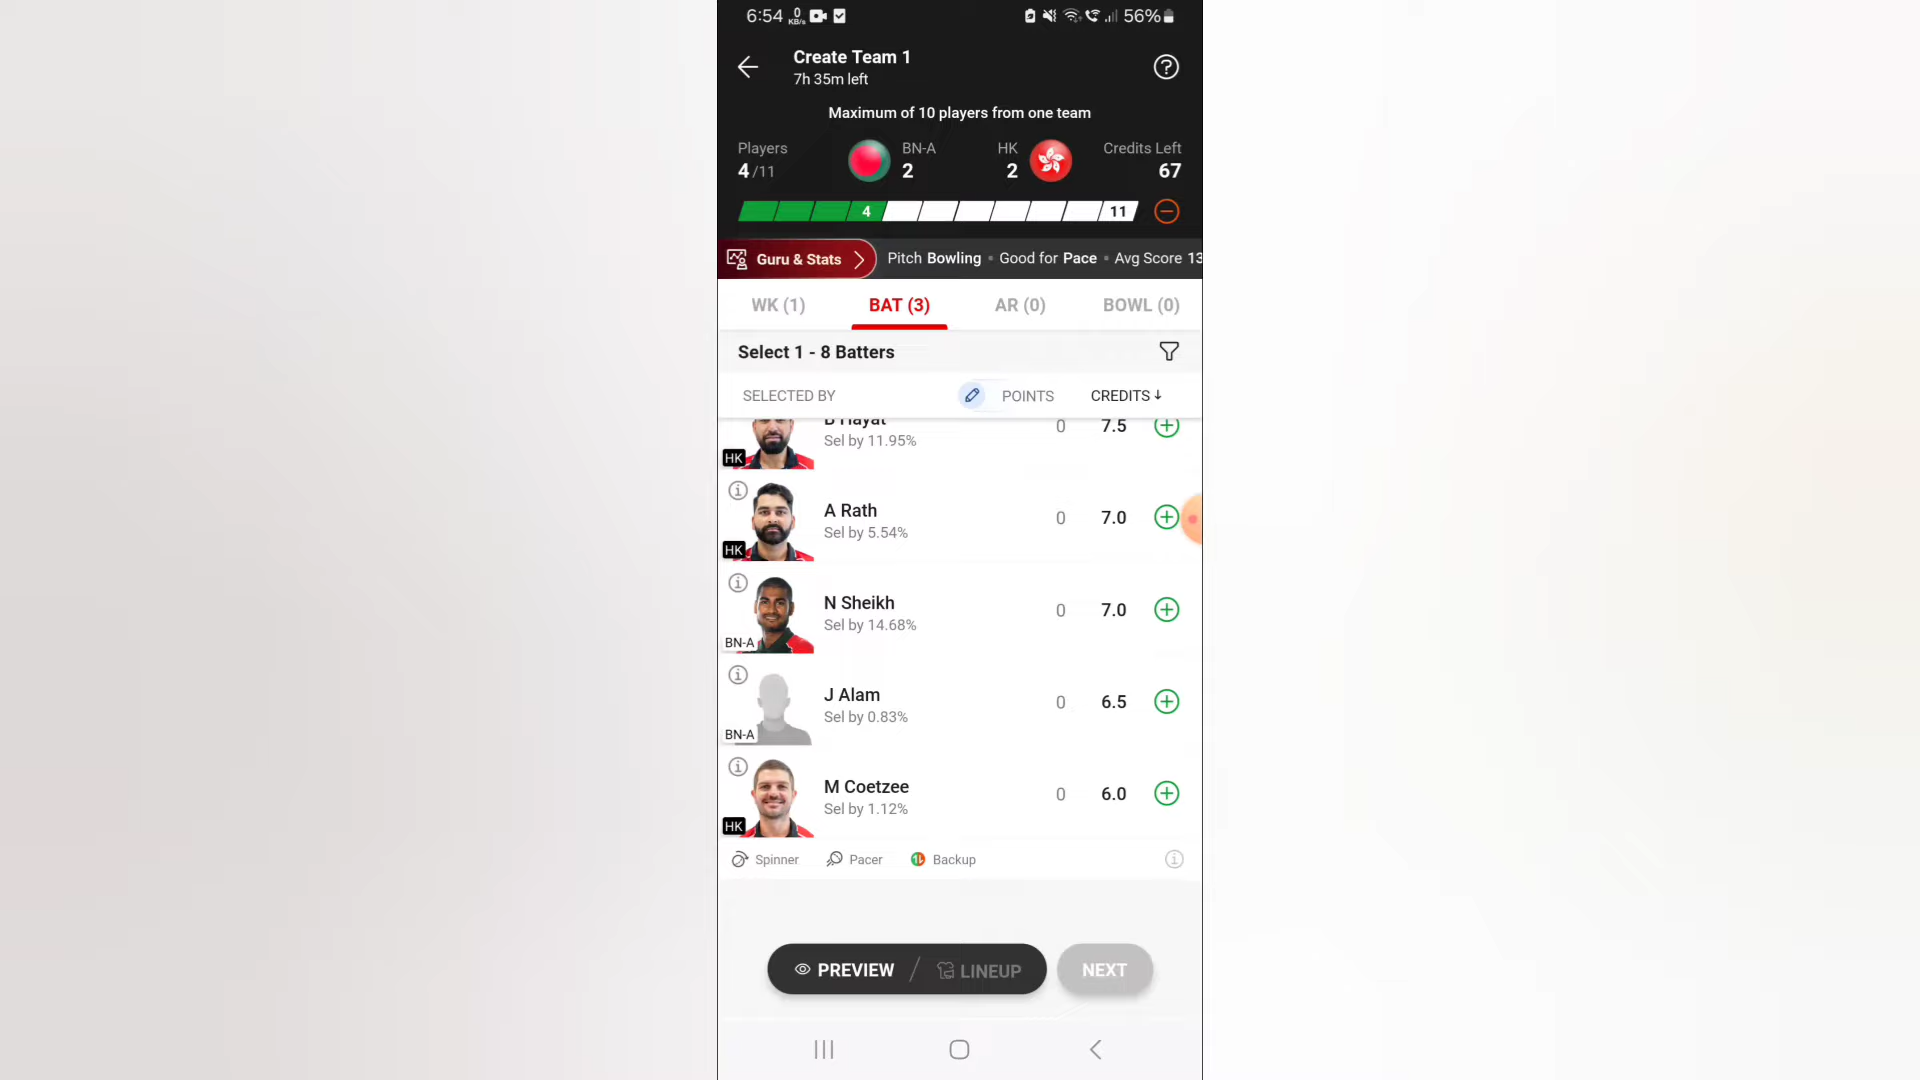 6:54 0 KB/s 56%
Create Team 1
7h 35m left
Maximum of 10 players from one team
Players BN-A HK Credits Left
4/11 2 2 67
4 11
Guru & Stats Pitch Bowling • Good for Pace • Avg Score 13
WK (1) BAT (3) AR (0) BOWL (0)
Select 1 - 8 Batters
SELECTED BY POINTS CREDITS ↓
B Hayat 0 7.5
Sel by 11.95%
HK
A Rath 0 7.0
Sel by 5.54%
HK
N Sheikh 0 7.0
Sel by 14.68%
BN-A
J Alam 0 6.5
Sel by 0.83%
BN-A
M Coetzee 0 6.0
Sel by 1.12%
HK
Spinner Pacer Backup
PREVIEW / LINEUP NEXT